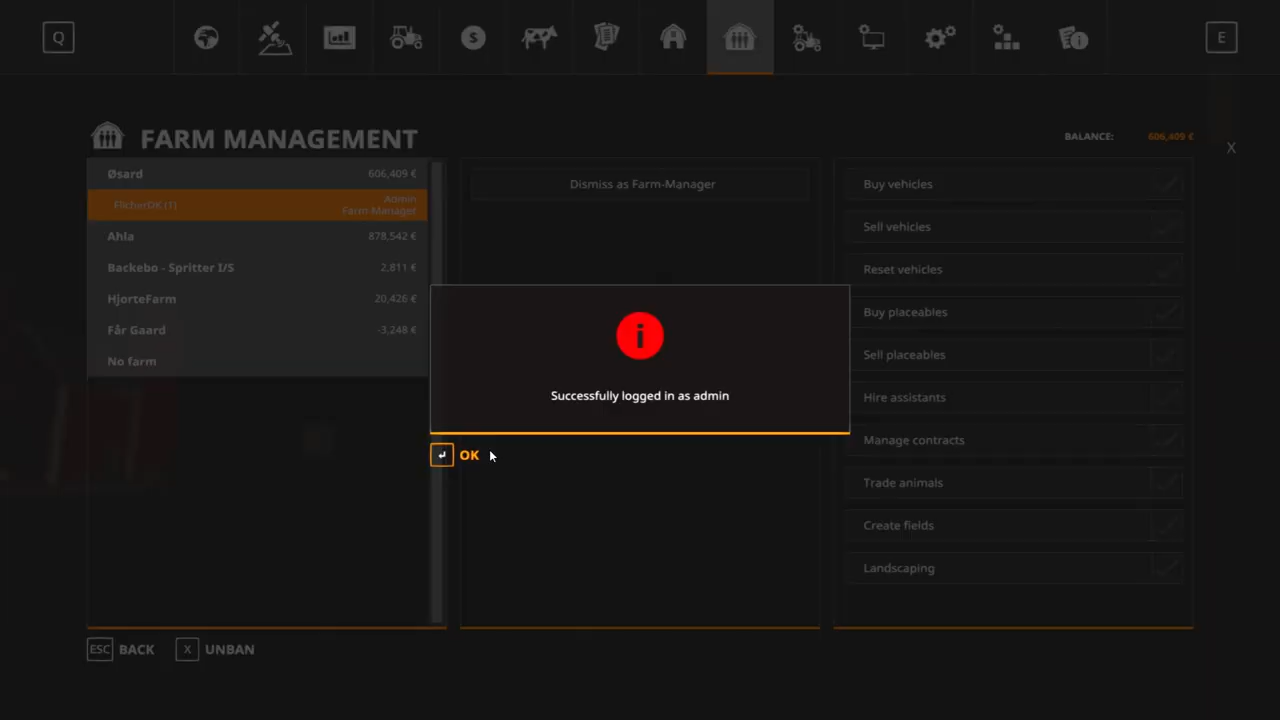 Q
E
FARM MANAGEMENT
BALANCE: 606,409 €
X
Øsard 606,409 €
FlicherDK (1) Admin
Farm-Manager
Ahla 878,542 €
Backebo - Spritter I/S 2,811 €
HjorteFarm 20,426 €
Får Gaard -3,248 €
No farm
Dismiss as Farm-Manager
Buy vehicles
Sell vehicles
Reset vehicles
Buy placeables
Sell placeables
Hire assistants
Manage contracts
Trade animals
Create fields
Landscaping
Successfully logged in as admin
OK
ESC BACK X UNBAN